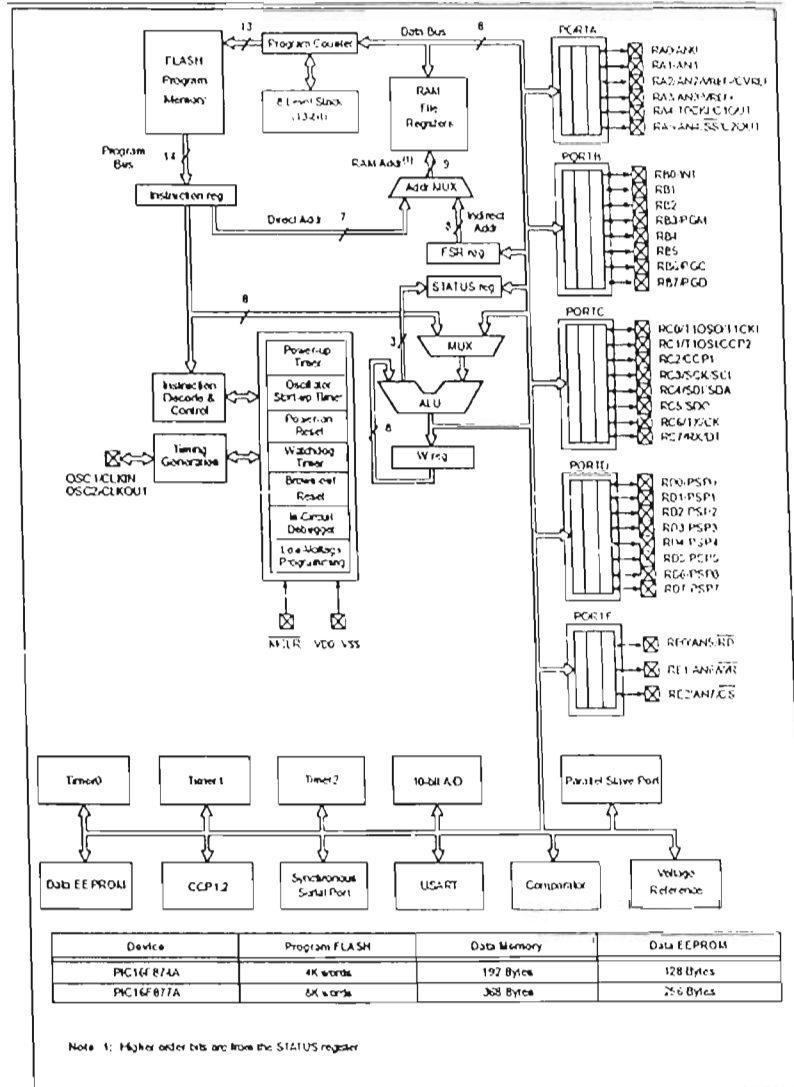 13
Program Counter
Data Bus
8
FLASH
Program
Memory
8 Level Stack
(13-bit)
RAM
File
Registers
Program
Bus
14
RAM Addr(1)
9
Instruction reg
Addr MUX
Direct Addr
7
Indirect
Addr
8
FSR reg
STATUS reg
8
3
MUX
ALU
8
W reg
Power-up
Timer
Oscillator
Start-up Timer
Power-on
Reset
Watchdog
Timer
Brown-out
Reset
In-Circuit
Debugger
Low-Voltage
Programming
Instruction
Decode &
Control
Timing
Generation
OSC1/CLKIN
OSC2/CLKOUT
MCLR
VDD, VSS
PORTA
RA0/AN0
RA1/AN1
RA2/AN2/VREF-/CVREF
RA3/AN3/VREF+
RA4/T0CKI/C1OUT
RA5/AN4/SS/C2OUT
PORTB
RB0/INT
RB1
RB2
RB3/PGM
RB4
RB5
RB6/PGC
RB7/PGD
PORTC
RC0/T1OSO/T1CKI
RC1/T1OSI/CCP2
RC2/CCP1
RC3/SCK/SCL
RC4/SDI/SDA
RC5/SDO
RC6/TX/CK
RC7/RX/DT
PORTD
RD0/PSP0
RD1/PSP1
RD2/PSP2
RD3/PSP3
RD4/PSP4
RD5/PSP5
RD6/PSP6
RD7/PSP7
PORTE
RE0/AN5/RD
RE1/AN6/WR
RE2/AN7/CS
Timer0
Timer1
Timer2
10-bit A/D
Parallel Slave Port
Data EEPROM
CCP1,2
Synchronous
Serial Port
USART
Comparator
Voltage
Reference
Device Program FLASH Data Memory Data EEPROM
PIC16F874A 4K words 192 Bytes 128 Bytes
PIC16F877A 8K words 368 Bytes 256 Bytes
Note 1: Higher order bits are from the STATUS register